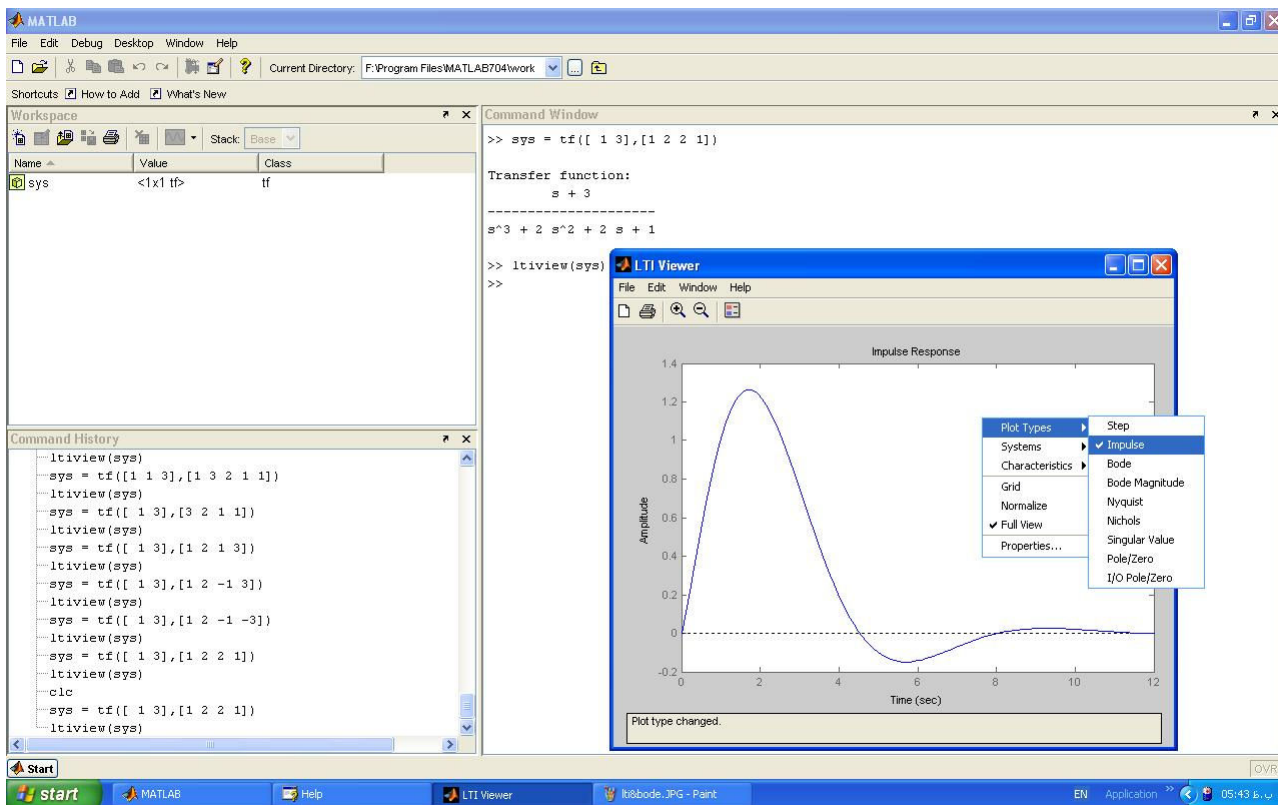 MATLAB
File Edit Debug Desktop Window Help
Current Directory: F:\Program Files\MATLAB704\work
Shortcuts How to Add What's New
Workspace
Stack: Base
Name Value Class
sys <1x1 tf> tf
Command History
ltiview(sys)
sys = tf([1 1 3],[1 3 2 1 1])
ltiview(sys)
sys = tf([ 1 3],[3 2 1 1])
ltiview(sys)
sys = tf([ 1 3],[1 2 1 3])
ltiview(sys)
sys = tf([ 1 3],[1 2 -1 3])
ltiview(sys)
sys = tf([ 1 3],[1 2 -1 -3])
ltiview(sys)
sys = tf([ 1 3],[1 2 2 1])
ltiview(sys)
clc
sys = tf([ 1 3],[1 2 2 1])
ltiview(sys)
Command Window
>> sys = tf([ 1 3],[1 2 2 1])
Transfer function:
s + 3
---------------------
s^3 + 2 s^2 + 2 s + 1
>> ltiview(sys)
>>
LTI Viewer
File Edit Window Help
Impulse Response
1.4
1.2
1
0.8
0.6
0.4
0.2
0
-0.2
Amplitude
0 2 4 6 8 10 12
Time (sec)
Plot Types
Systems
Characteristics
Grid
Normalize
Full View
Properties...
Step
Impulse
Bode
Bode Magnitude
Nyquist
Nichols
Singular Value
Pole/Zero
I/O Pole/Zero
Plot type changed.
Start
OVR
start MATLAB Help LTI Viewer lti&bode.JPG - Paint EN Application » 05:43 ب.ظ